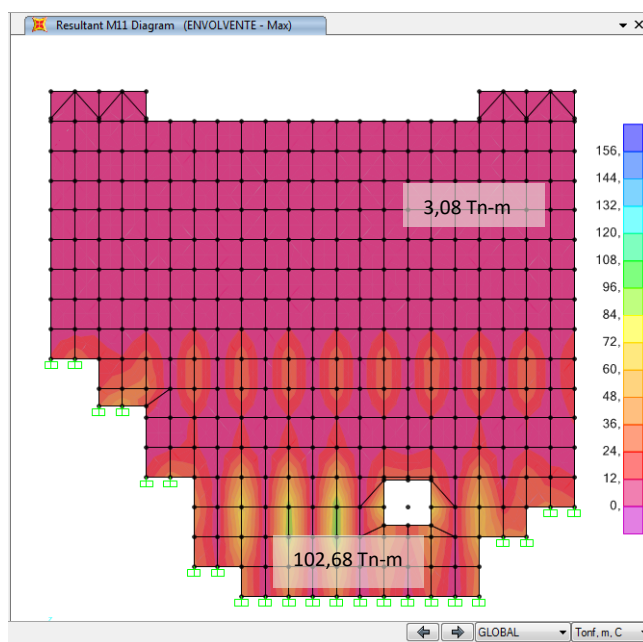 Resultant M11 Diagram (ENVOLVENTE - Max)
3,08 Tn-m
156,
144,
132,
120,
108,
96,
84,
72,
60,
48,
36,
24,
12,
0,
102,68 Tn-m
GLOBAL
Tonf, m, C